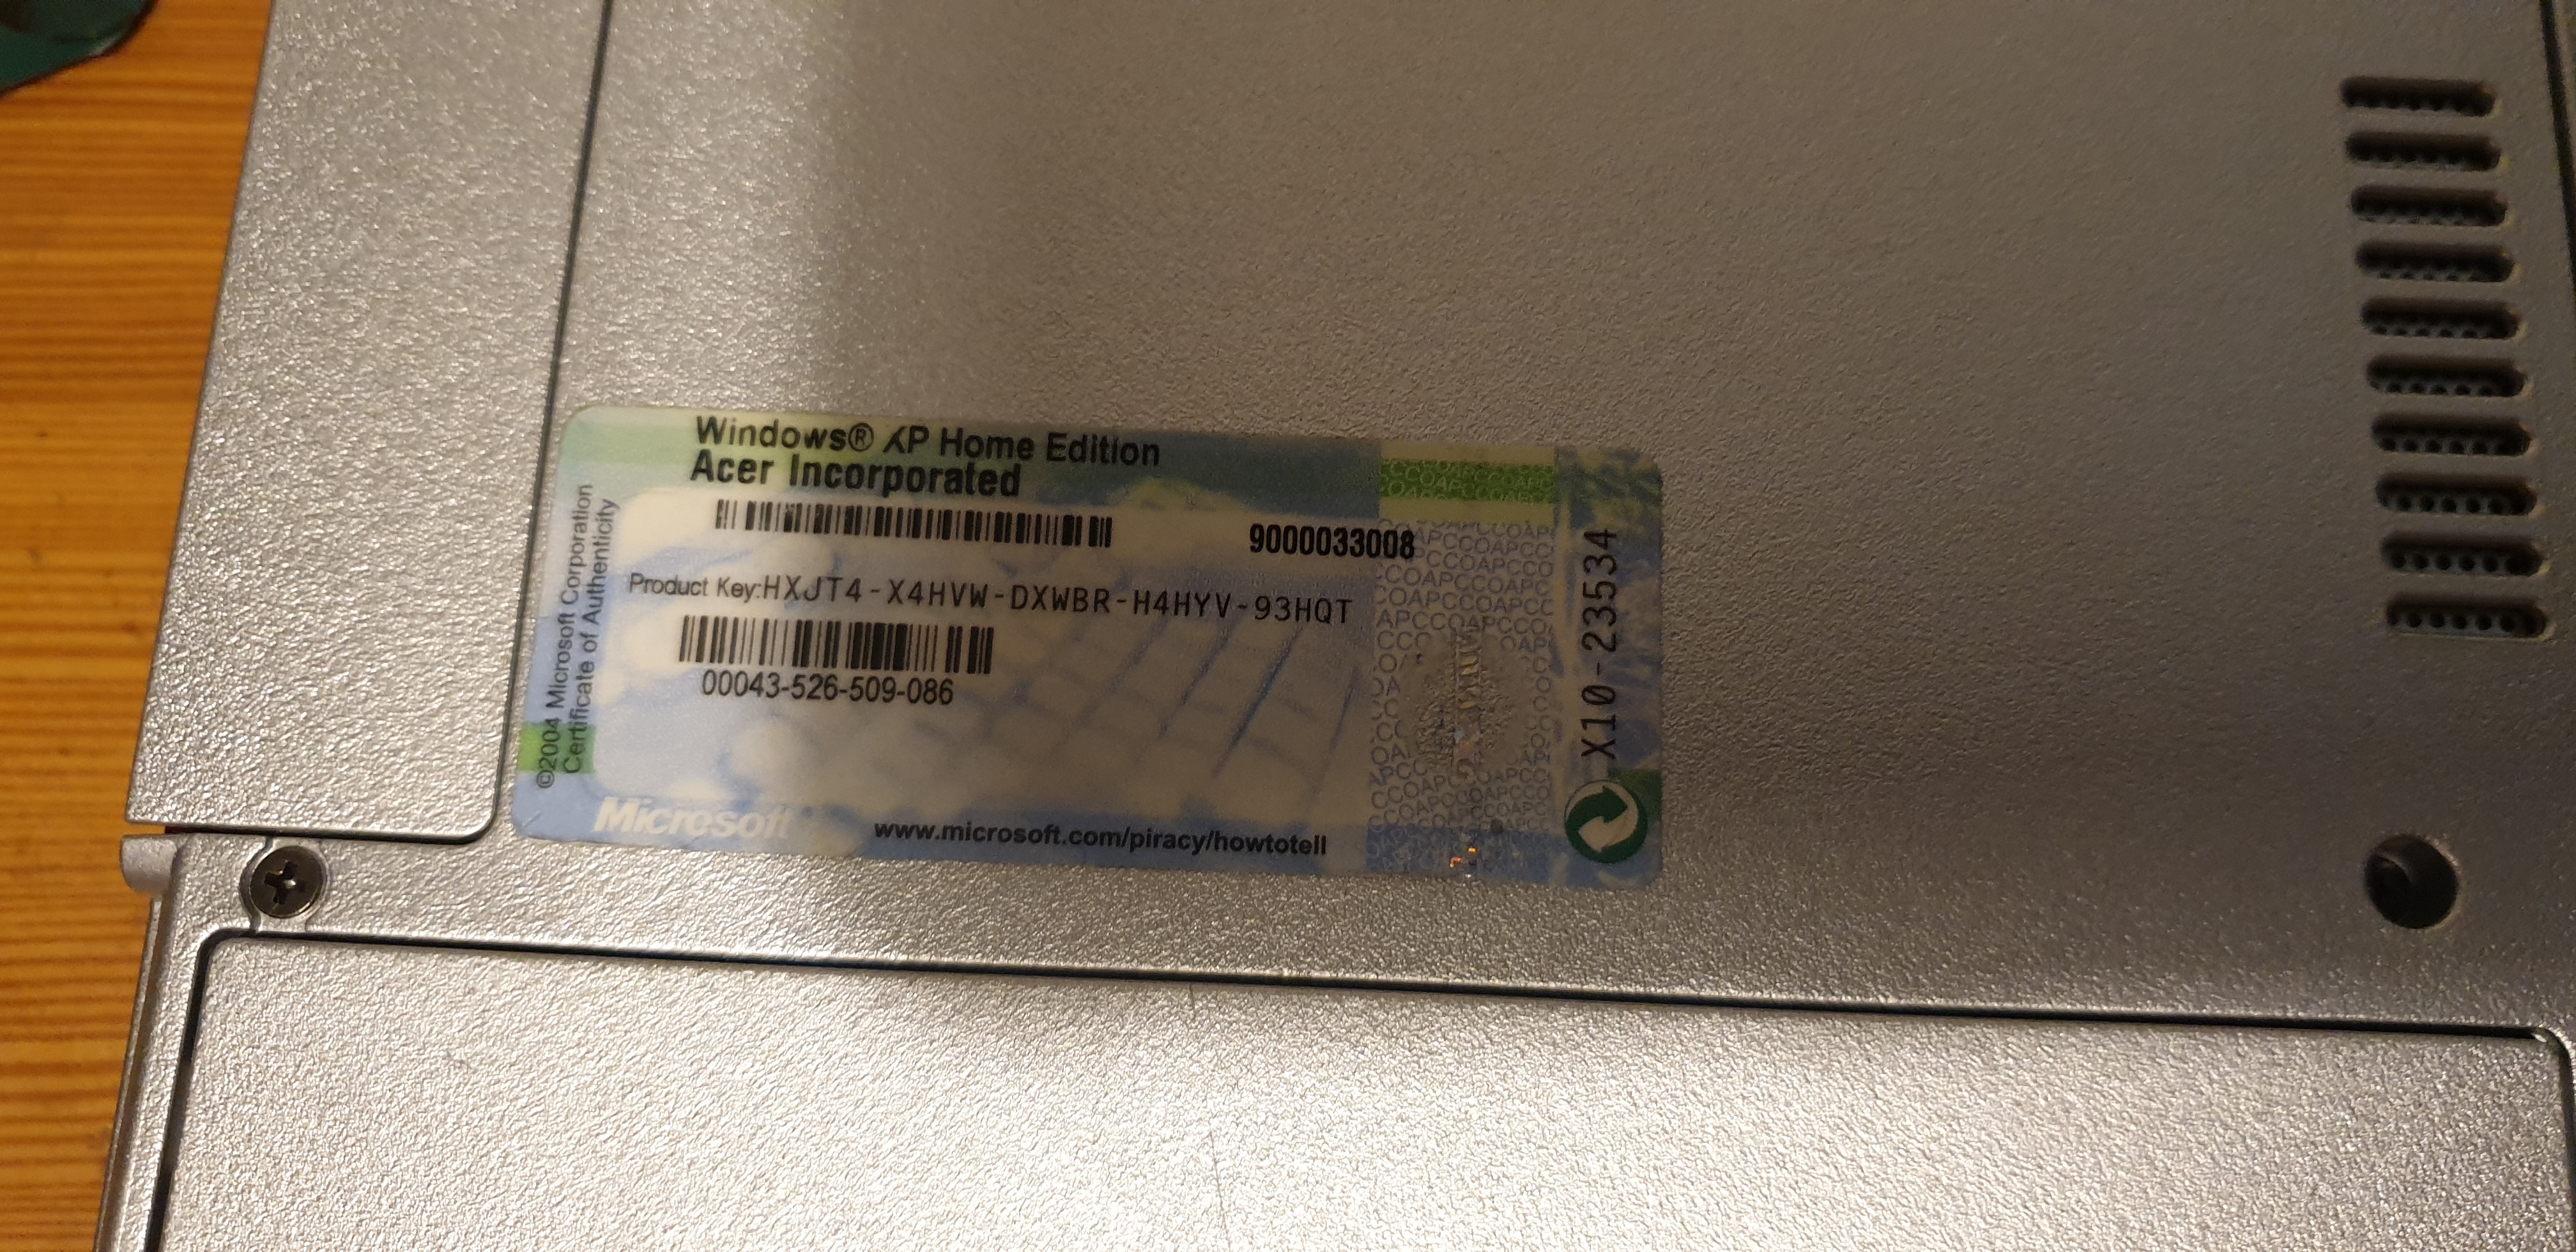 Windows® XP Home Edition
Acer Incorporated
9000033008
Product Key:HXJT4-X4HVW-DXWBR-H4HYV-93HQT
00043-526-509-086
©2004 Microsoft Corporation
Certificate of Authenticity
Microsoft
www.microsoft.com/piracy/howtotell
X10-23534